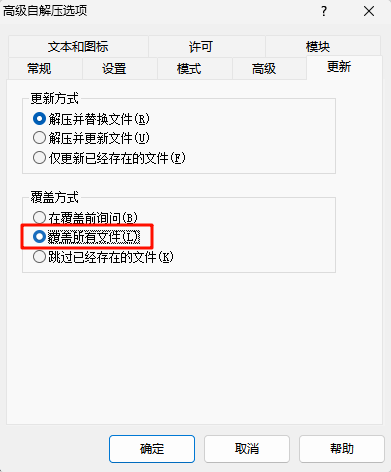 高级自解压选项
?
文本和图标 许可 模块
常规 设置 模式 高级 更新
更新方式
解压并替换文件(R)
解压并更新文件(U)
仅更新已经存在的文件(F)
覆盖方式
在覆盖前询问(B)
覆盖所有文件(L)
跳过已经存在的文件(K)
确定 取消 帮助